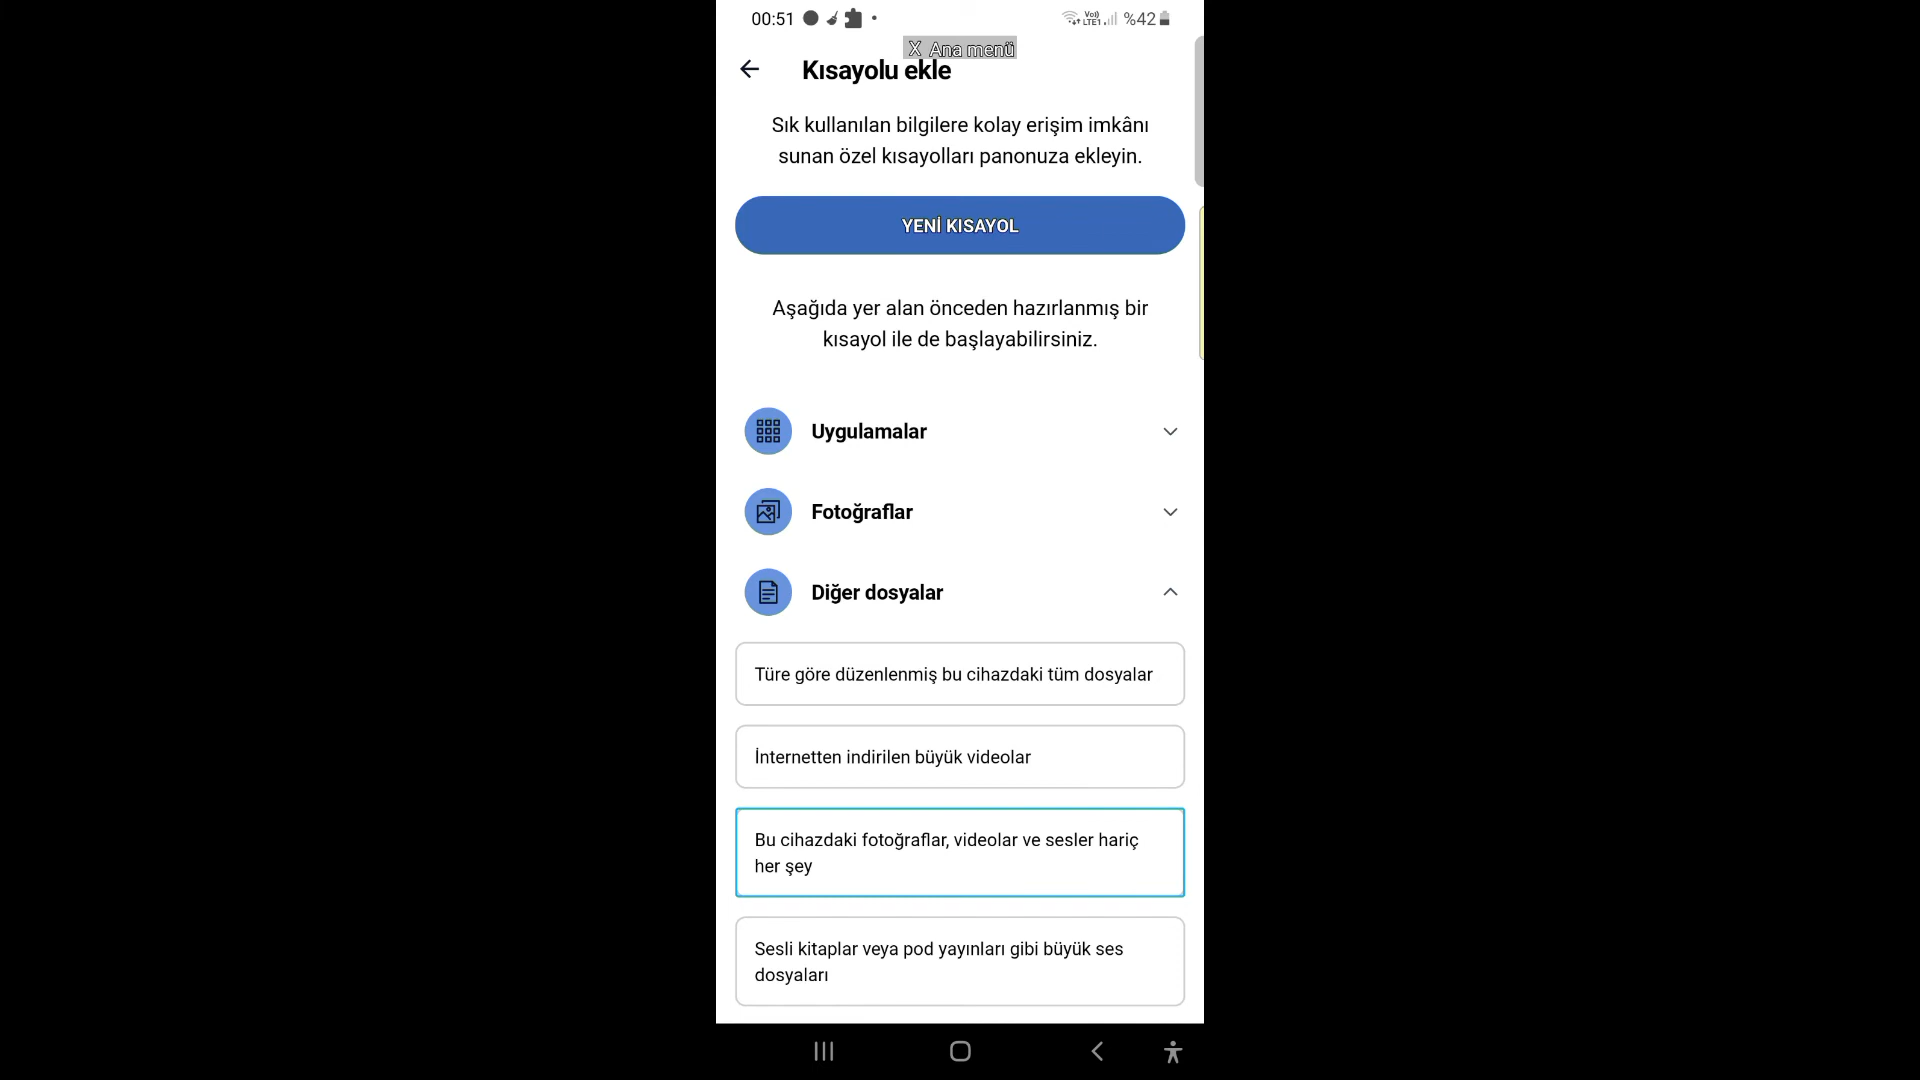 00:51
Vo))
LTE1
%42
X Ana menü
Kısayolu ekle
Sık kullanılan bilgilere kolay erişim imkânı
sunan özel kısayolları panonuza ekleyin.
YENİ KISAYOL
Aşağıda yer alan önceden hazırlanmış bir
kısayol ile de başlayabilirsiniz.
Uygulamalar
Fotoğraflar
Diğer dosyalar
Türe göre düzenlenmiş bu cihazdaki tüm dosyalar
İnternetten indirilen büyük videolar
Bu cihazdaki fotoğraflar, videolar ve sesler hariç
her şey
Sesli kitaplar veya pod yayınları gibi büyük ses
dosyaları